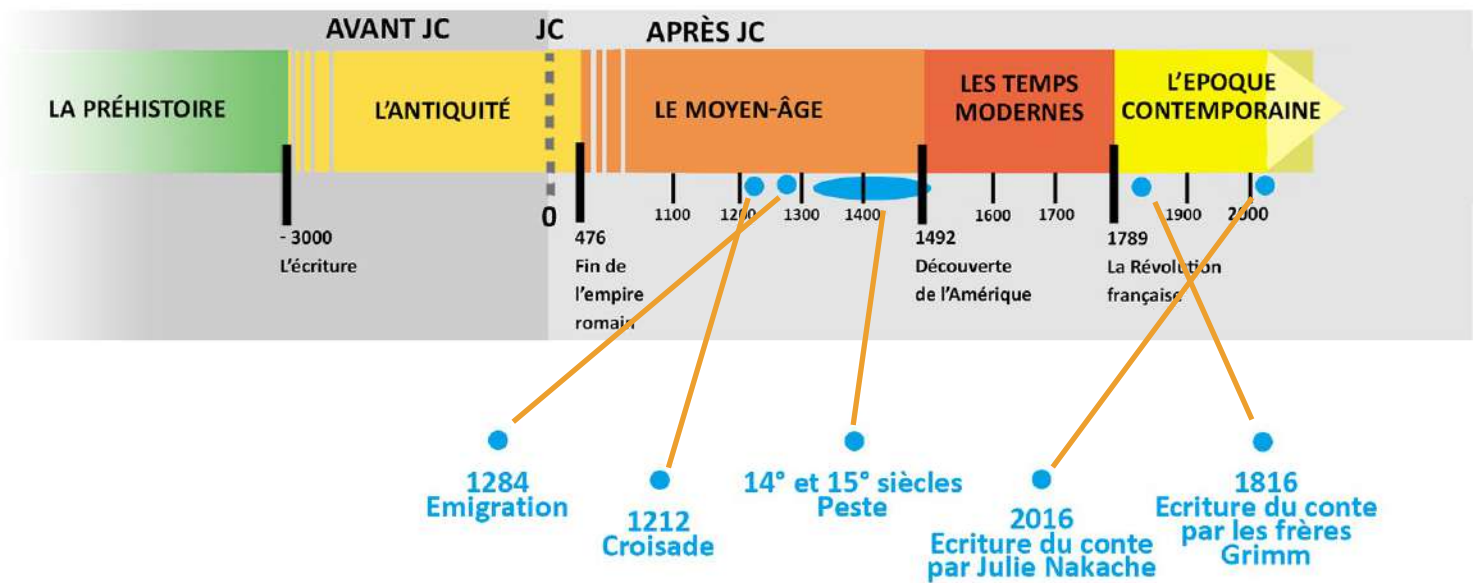 AVANT JC
JC
APRÈS JC
LA PRÉHISTOIRE
L'ANTIQUITÉ
LE MOYEN-ÂGE
LES TEMPS
MODERNES
L'EPOQUE
CONTEMPORAINE
0
1100
1200
1300
1400
1600
1700
1900
2000
- 3000
L'écriture
476
Fin de
l'empire
romain
1492
Découverte
de l'Amérique
1789
La Révolution
française
1284
Emigration
1212
Croisade
14° et 15° siècles
Peste
2016
Ecriture du conte
par Julie Nakache
1816
Ecriture du conte
par les frères
Grimm